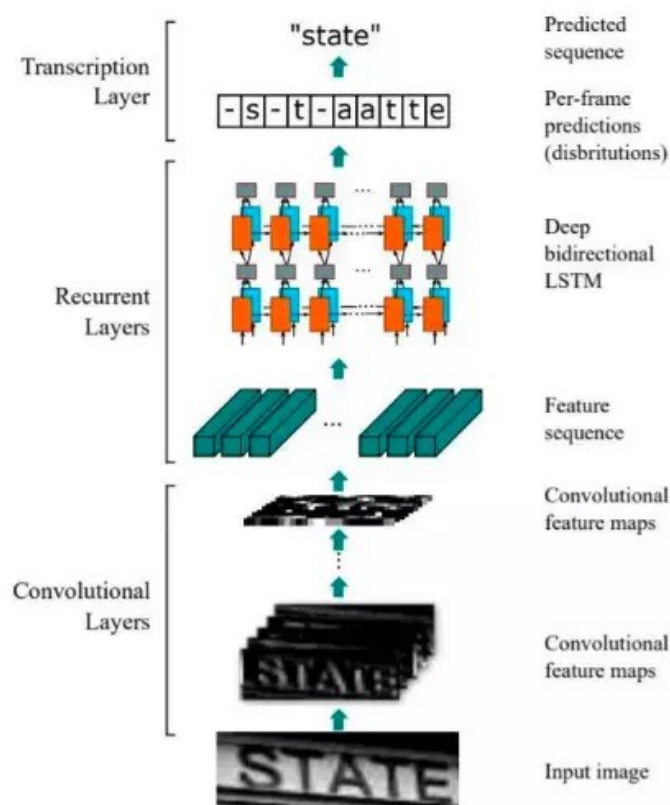 "state"
Predicted
sequence
Transcription
Layer
-s-t-aatte
Per-frame
predictions
(disbritutions)
...
Deep
bidirectional
LSTM
...
Recurrent
Layers
Feature
sequence
...
Convolutional
feature maps
Convolutional
Layers
STATE
Convolutional
feature maps
STATE
Input image